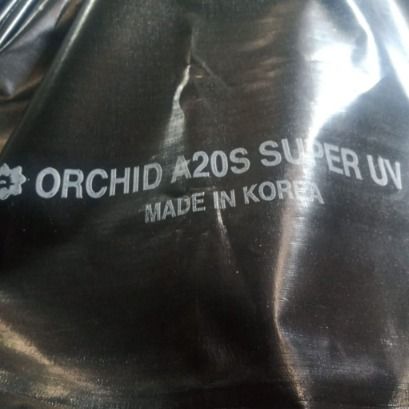 ORCHID A20S SUPER UV
MADE IN KOREA